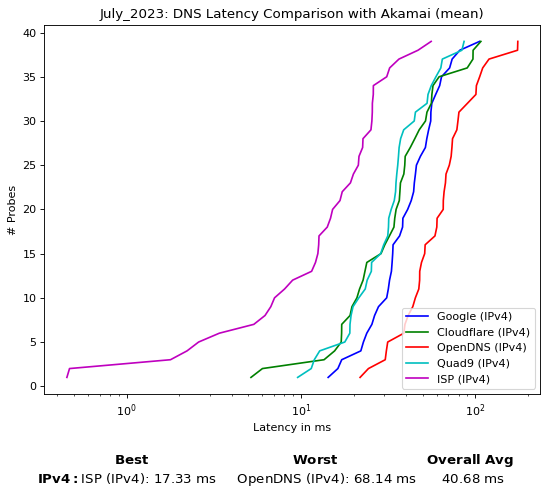 July_2023: DNS Latency Comparison with Akamai (mean)
# Probes
40
35
30
25
20
15
10
5
0
Google (IPv4)
Cloudflare (IPv4)
OpenDNS (IPv4)
Quad9 (IPv4)
ISP (IPv4)
10⁰ 10¹ 10²
Latency in ms
Best Worst Overall Avg
IPv4: ISP (IPv4): 17.33 ms OpenDNS (IPv4): 68.14 ms 40.68 ms